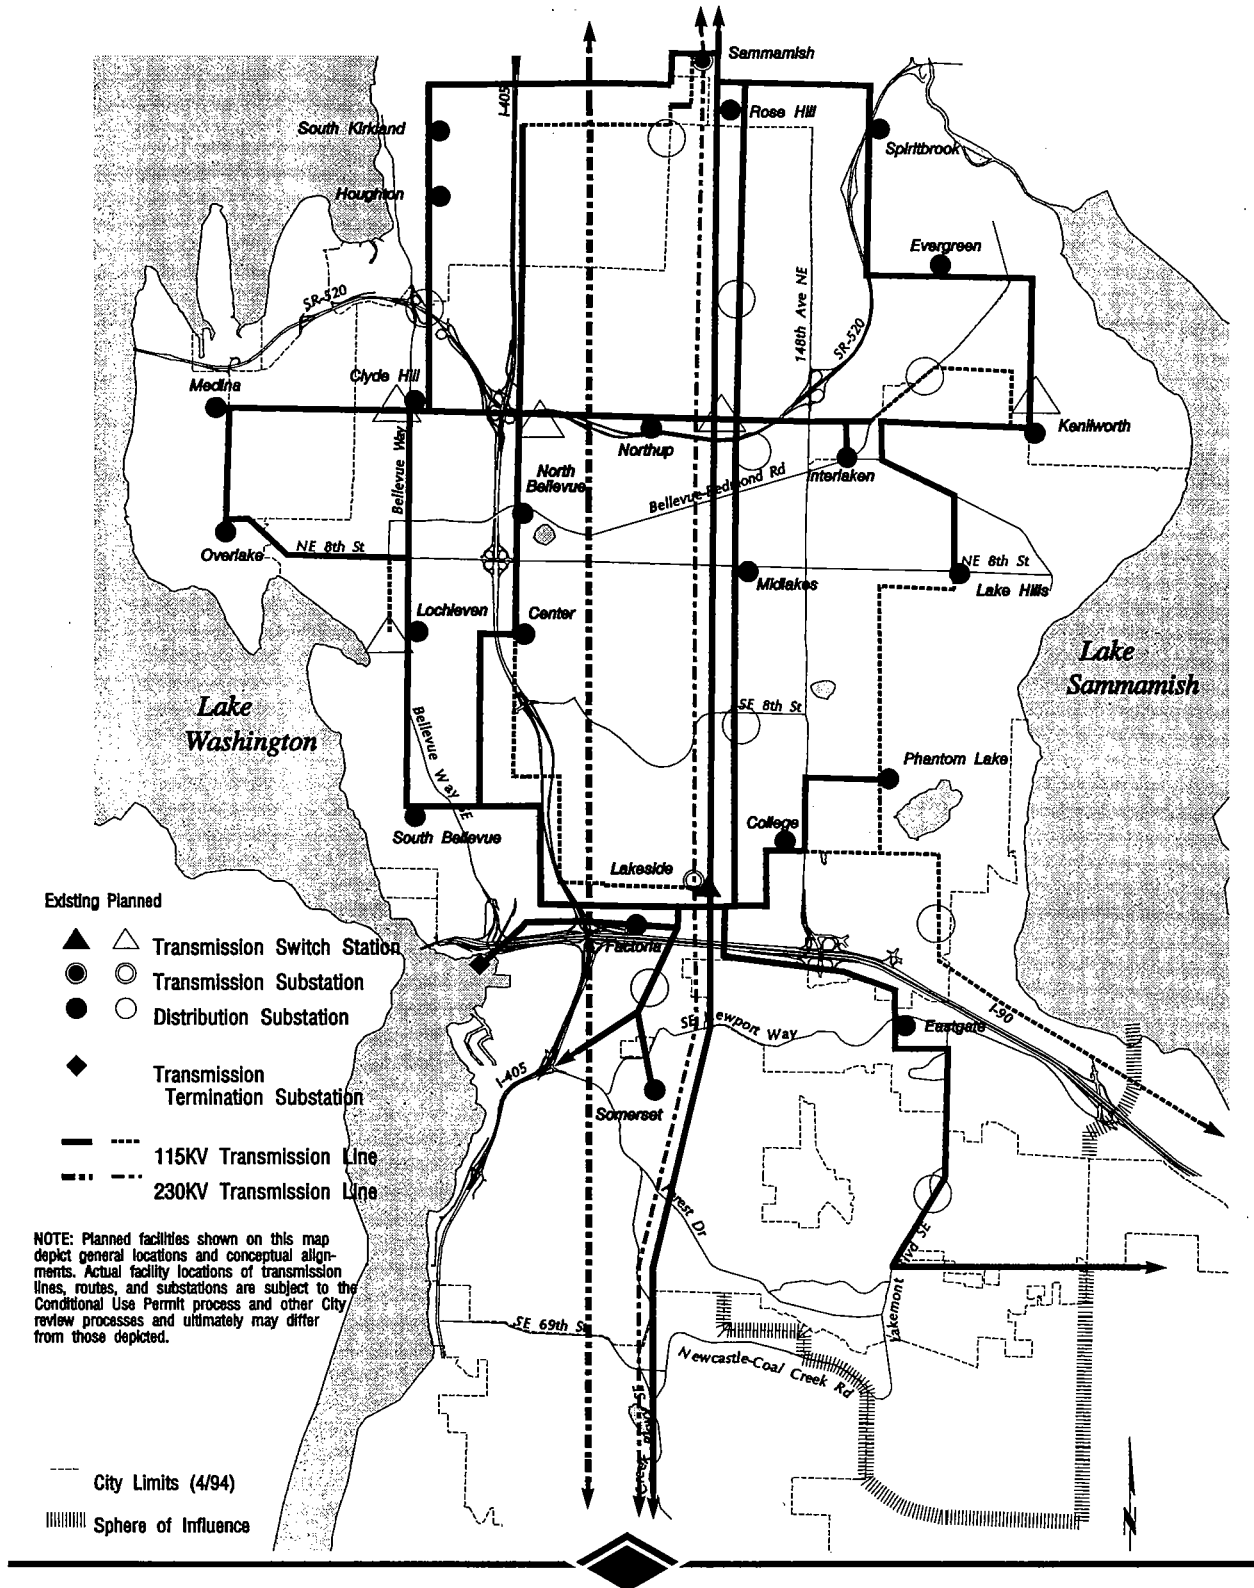 Sammamish
I-405
Rose Hill
South Kirkland
Spiritbrook
Houghton
Evergreen
148th Ave NE
SR-520
SR-520
Medina
Clyde Hill
Bellevue Way
Northup
Kenilworth
North
Bellevue
Bellevue-Redmond Rd
Interlaken
Overlake
NE 8th St
NE 8th St
Midlakes
Lake Hills
Lochleven
Center
Lake
Sammamish
Lake
Washington
Bellevue Way SE
SE 8th St
Phantom Lake
College
South Bellevue
Lakeside
Existing Planned
Transmission Switch Station
Factoria
Transmission Substation
Distribution Substation
SE Newport Way
Eastgate
I-90
Transmission
Termination Substation
I-405
Somerset
115KV Transmission Line
230KV Transmission Line
Forest Dr
NOTE: Planned facilities shown on this map
depict general locations and conceptual align-
ments. Actual facility locations of transmission
lines, routes, and substations are subject to the
Conditional Use Permit process and other City
review processes and ultimately may differ
from those depicted.
Lakemont Blvd SE
SE 69th St
Newcastle-Coal Creek Rd
City Limits (4/94)
Sphere of Influence
N